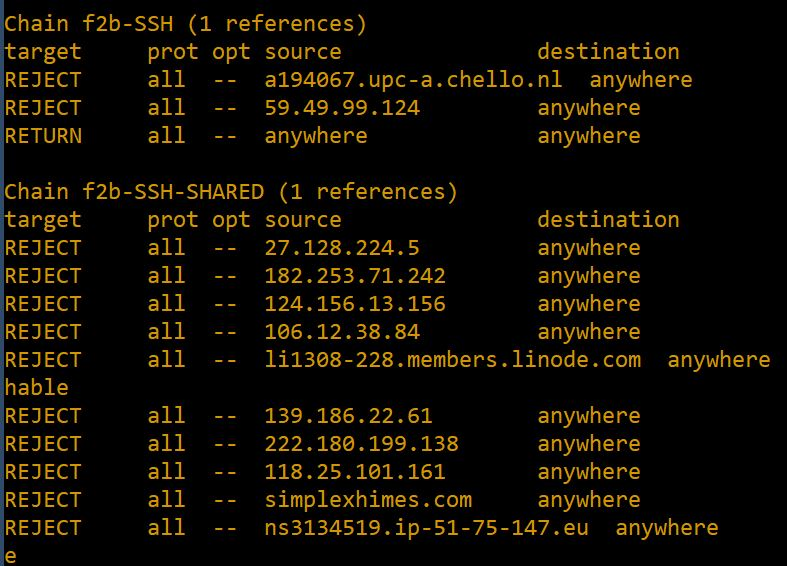 Chain f2b-SSH (1 references)
target     prot opt source               destination
REJECT     all  --  a194067.upc-a.chello.nl  anywhere
REJECT     all  --  59.49.99.124         anywhere
RETURN     all  --  anywhere             anywhere

Chain f2b-SSH-SHARED (1 references)
target     prot opt source               destination
REJECT     all  --  27.128.224.5         anywhere
REJECT     all  --  182.253.71.242       anywhere
REJECT     all  --  124.156.13.156       anywhere
REJECT     all  --  106.12.38.84         anywhere
REJECT     all  --  li1308-228.members.linode.com  anywhere
hable
REJECT     all  --  139.186.22.61        anywhere
REJECT     all  --  222.180.199.138      anywhere
REJECT     all  --  118.25.101.161       anywhere
REJECT     all  --  simplexhimes.com     anywhere
REJECT     all  --  ns3134519.ip-51-75-147.eu  anywhere
e